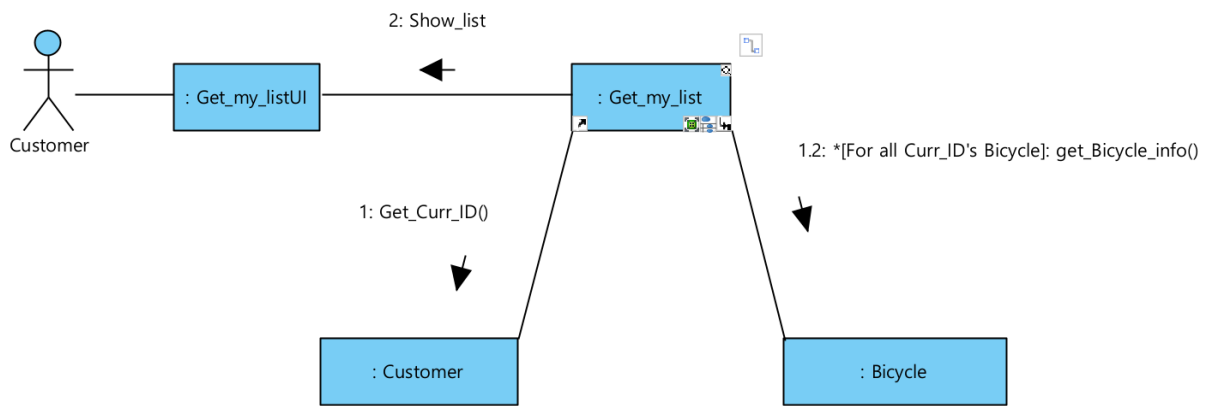 2: Show_list
: Get_my_listUI
: Get_my_list
Customer
1.2: *[For all Curr_ID's Bicycle]: get_Bicycle_info()
1: Get_Curr_ID()
: Customer
: Bicycle